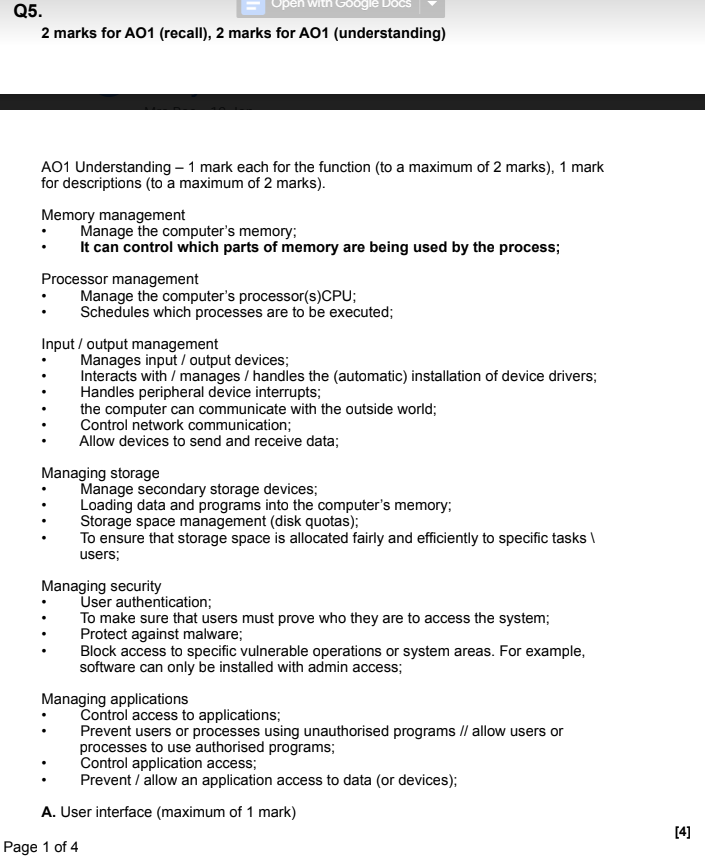 Open with Google Docs
Q5.
2 marks for AO1 (recall), 2 marks for AO1 (understanding)
AO1 Understanding – 1 mark each for the function (to a maximum of 2 marks), 1 mark
for descriptions (to a maximum of 2 marks).
Memory management
• Manage the computer's memory;
• It can control which parts of memory are being used by the process;
Processor management
• Manage the computer's processor(s)CPU;
• Schedules which processes are to be executed;
Input / output management
• Manages input / output devices;
• Interacts with / manages / handles the (automatic) installation of device drivers;
• Handles peripheral device interrupts;
• the computer can communicate with the outside world;
• Control network communication;
• Allow devices to send and receive data;
Managing storage
• Manage secondary storage devices;
• Loading data and programs into the computer's memory;
• Storage space management (disk quotas);
• To ensure that storage space is allocated fairly and efficiently to specific tasks \
users;
Managing security
• User authentication;
• To make sure that users must prove who they are to access the system;
• Protect against malware;
• Block access to specific vulnerable operations or system areas. For example,
software can only be installed with admin access;
Managing applications
• Control access to applications;
• Prevent users or processes using unauthorised programs // allow users or
processes to use authorised programs;
• Control application access;
• Prevent / allow an application access to data (or devices);
A. User interface (maximum of 1 mark)
[4]
Page 1 of 4